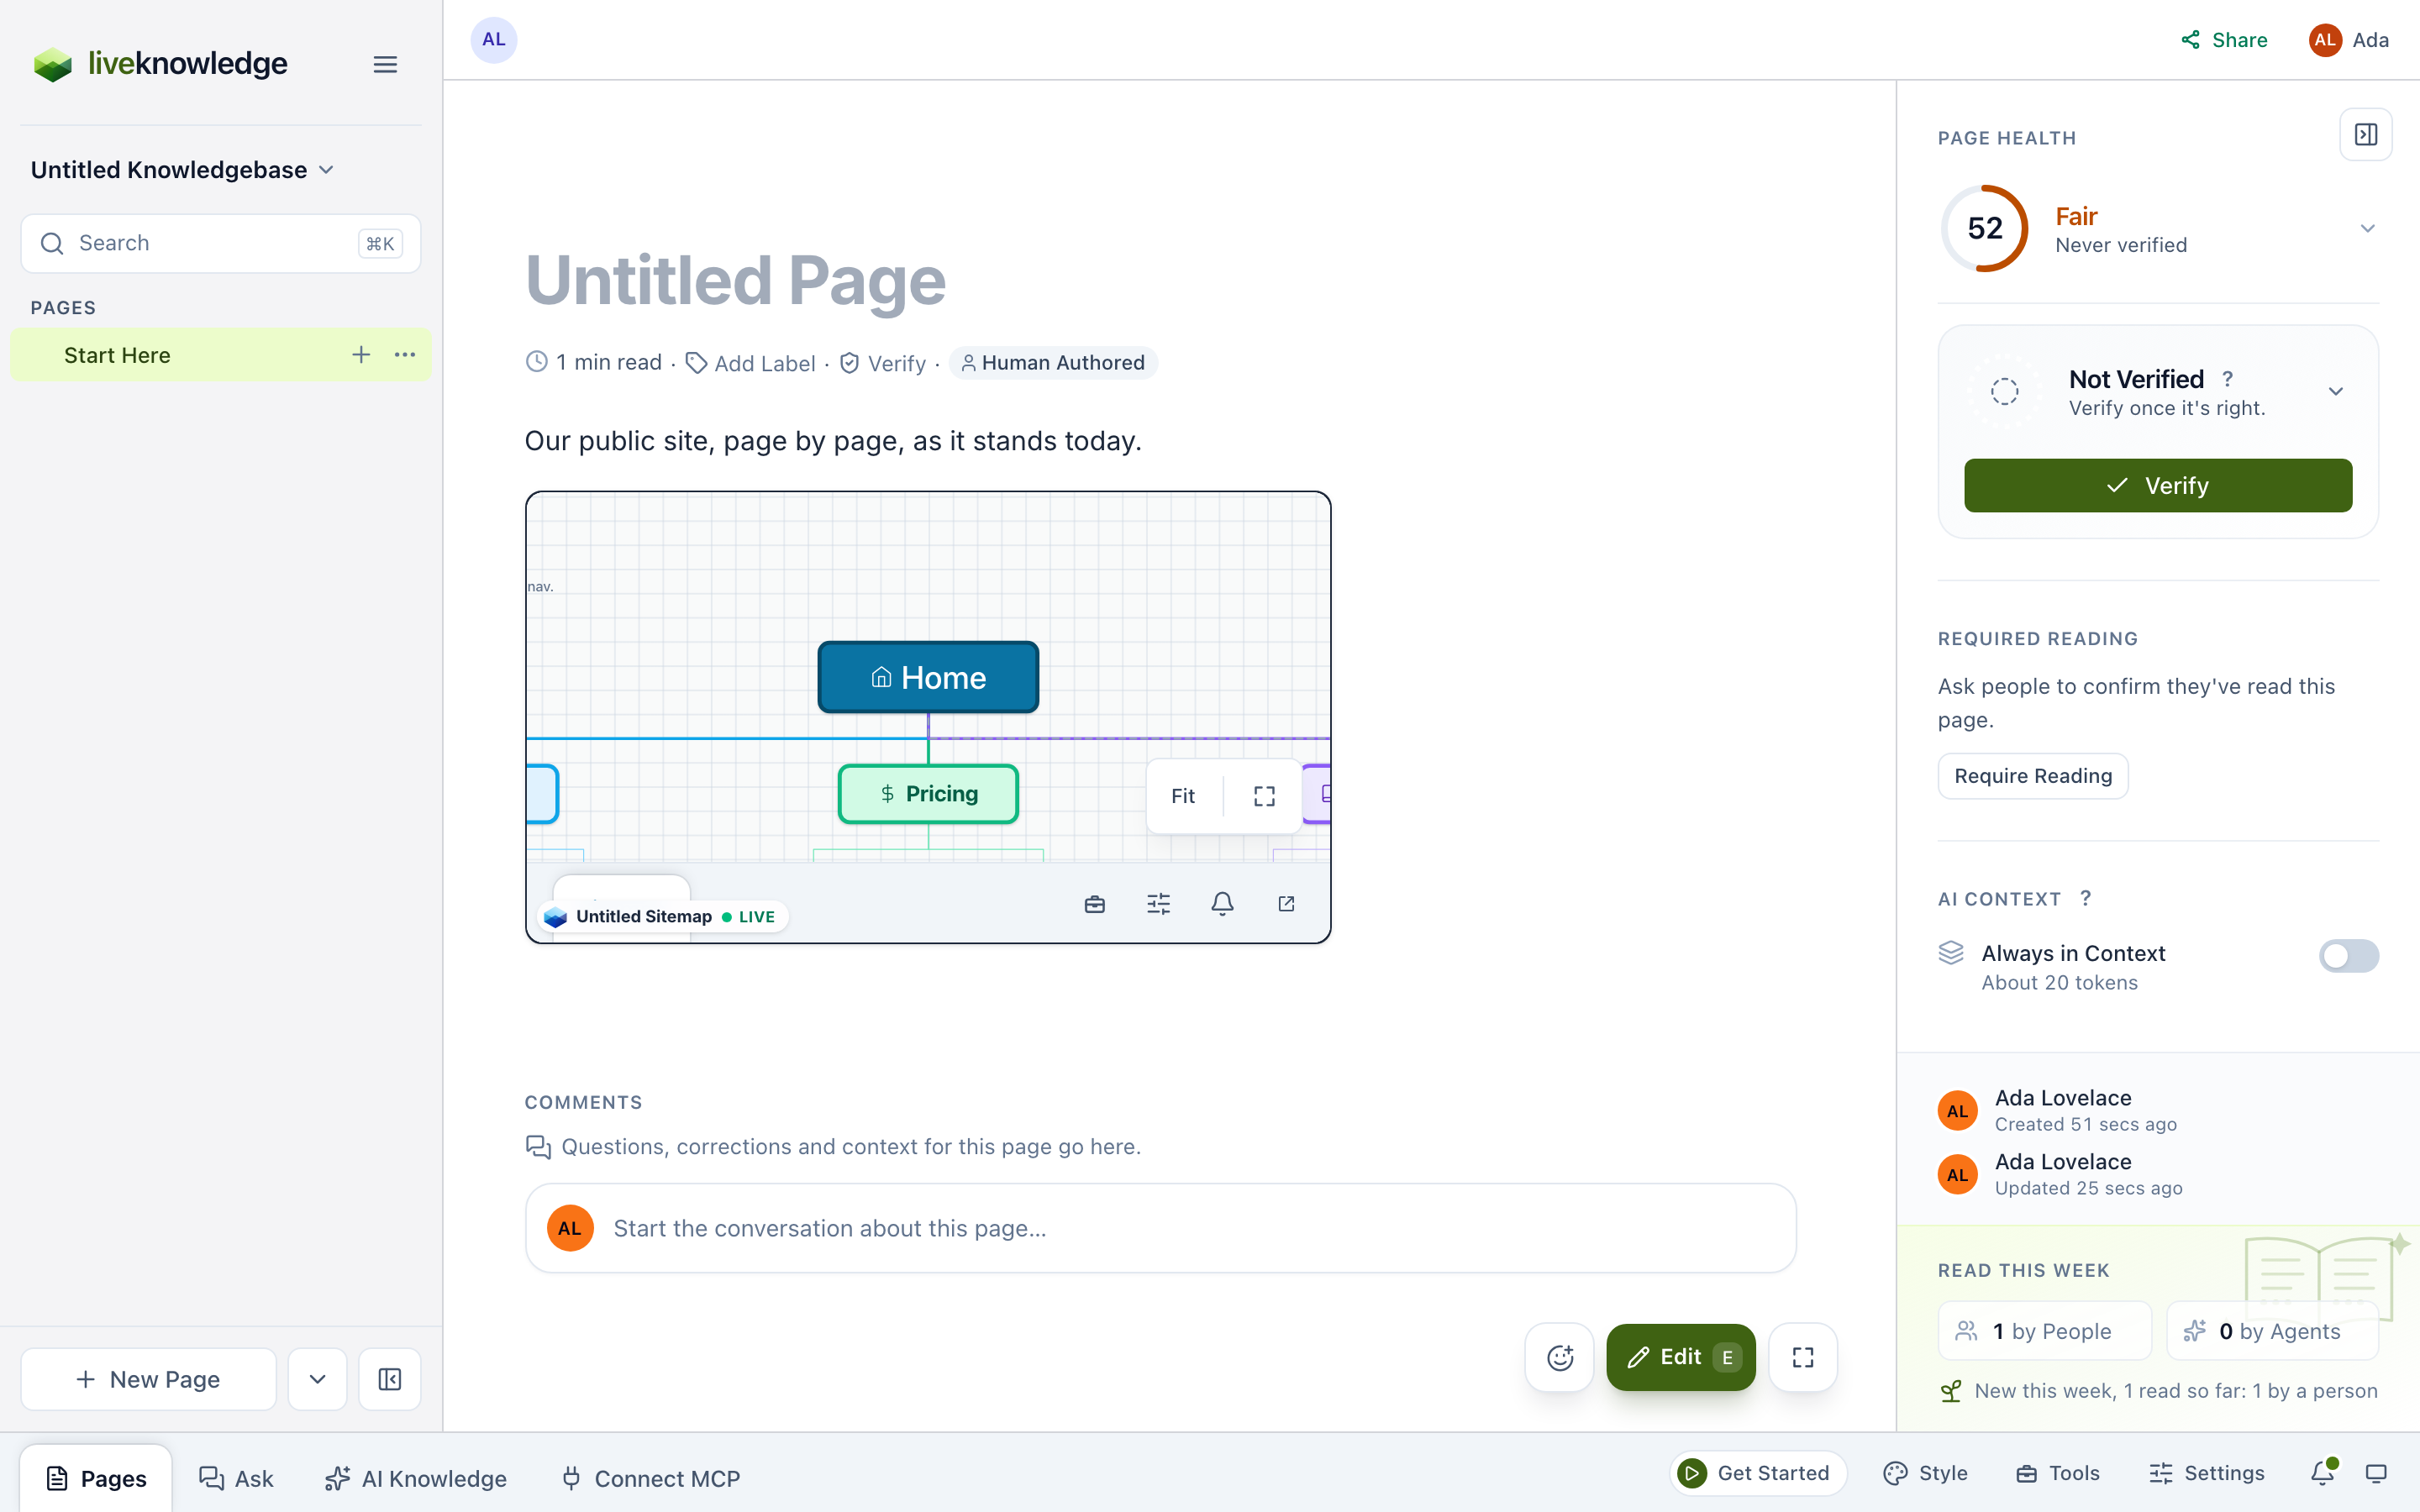 liveknowledge
Untitled Knowledgebase
Search
⌘K
PAGES
Start Here
New Page
AL
Share
AL
Ada
Untitled Page
1 min read · Add Label · Verify · Human Authored
Our public site, page by page, as it stands today.
nav.
Home
Pricing
Fit
Untitled Sitemap
LIVE
COMMENTS
Questions, corrections and context for this page go here.
AL
Start the conversation about this page...
Edit E
PAGE HEALTH
52
Fair
Never verified
Not Verified ?
Verify once it's right.
Verify
REQUIRED READING
Ask people to confirm they've read this
page.
Require Reading
AI CONTEXT ?
Always in Context
About 20 tokens
AL
Ada Lovelace
Created 51 secs ago
AL
Ada Lovelace
Updated 25 secs ago
READ THIS WEEK
1 by People
0 by Agents
New this week, 1 read so far: 1 by a person
Pages
Ask
AI Knowledge
Connect MCP
Get Started
Style
Tools
Settings